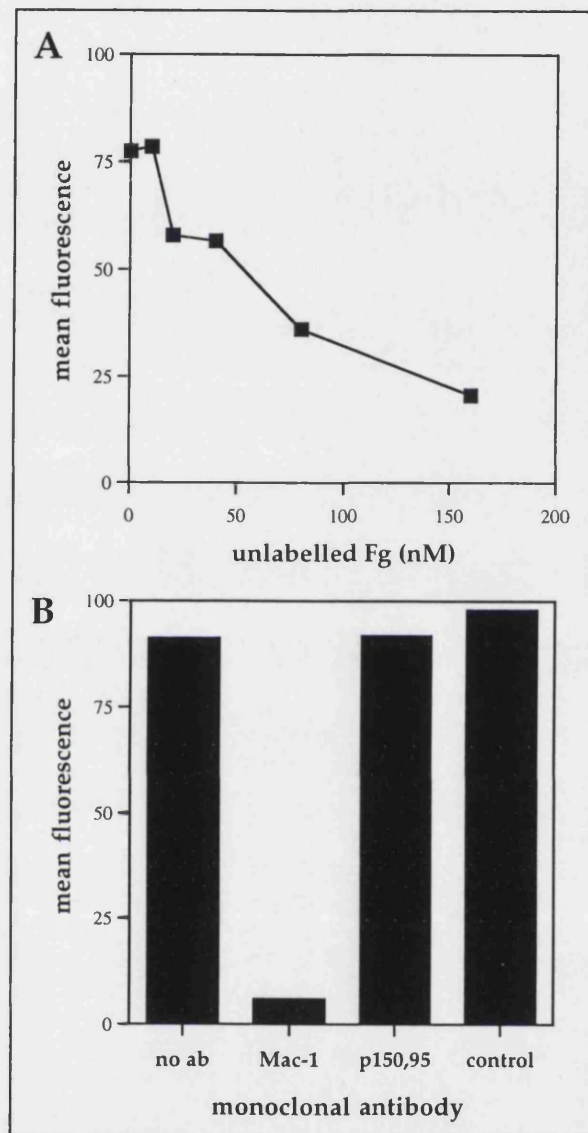 A
100
75
50
25
0
mean fluorescence
0 50 100 150 200
unlabelled Fg (nM)
B
100
75
50
25
0
mean fluorescence
no ab Mac-1 p150,95 control
monoclonal antibody